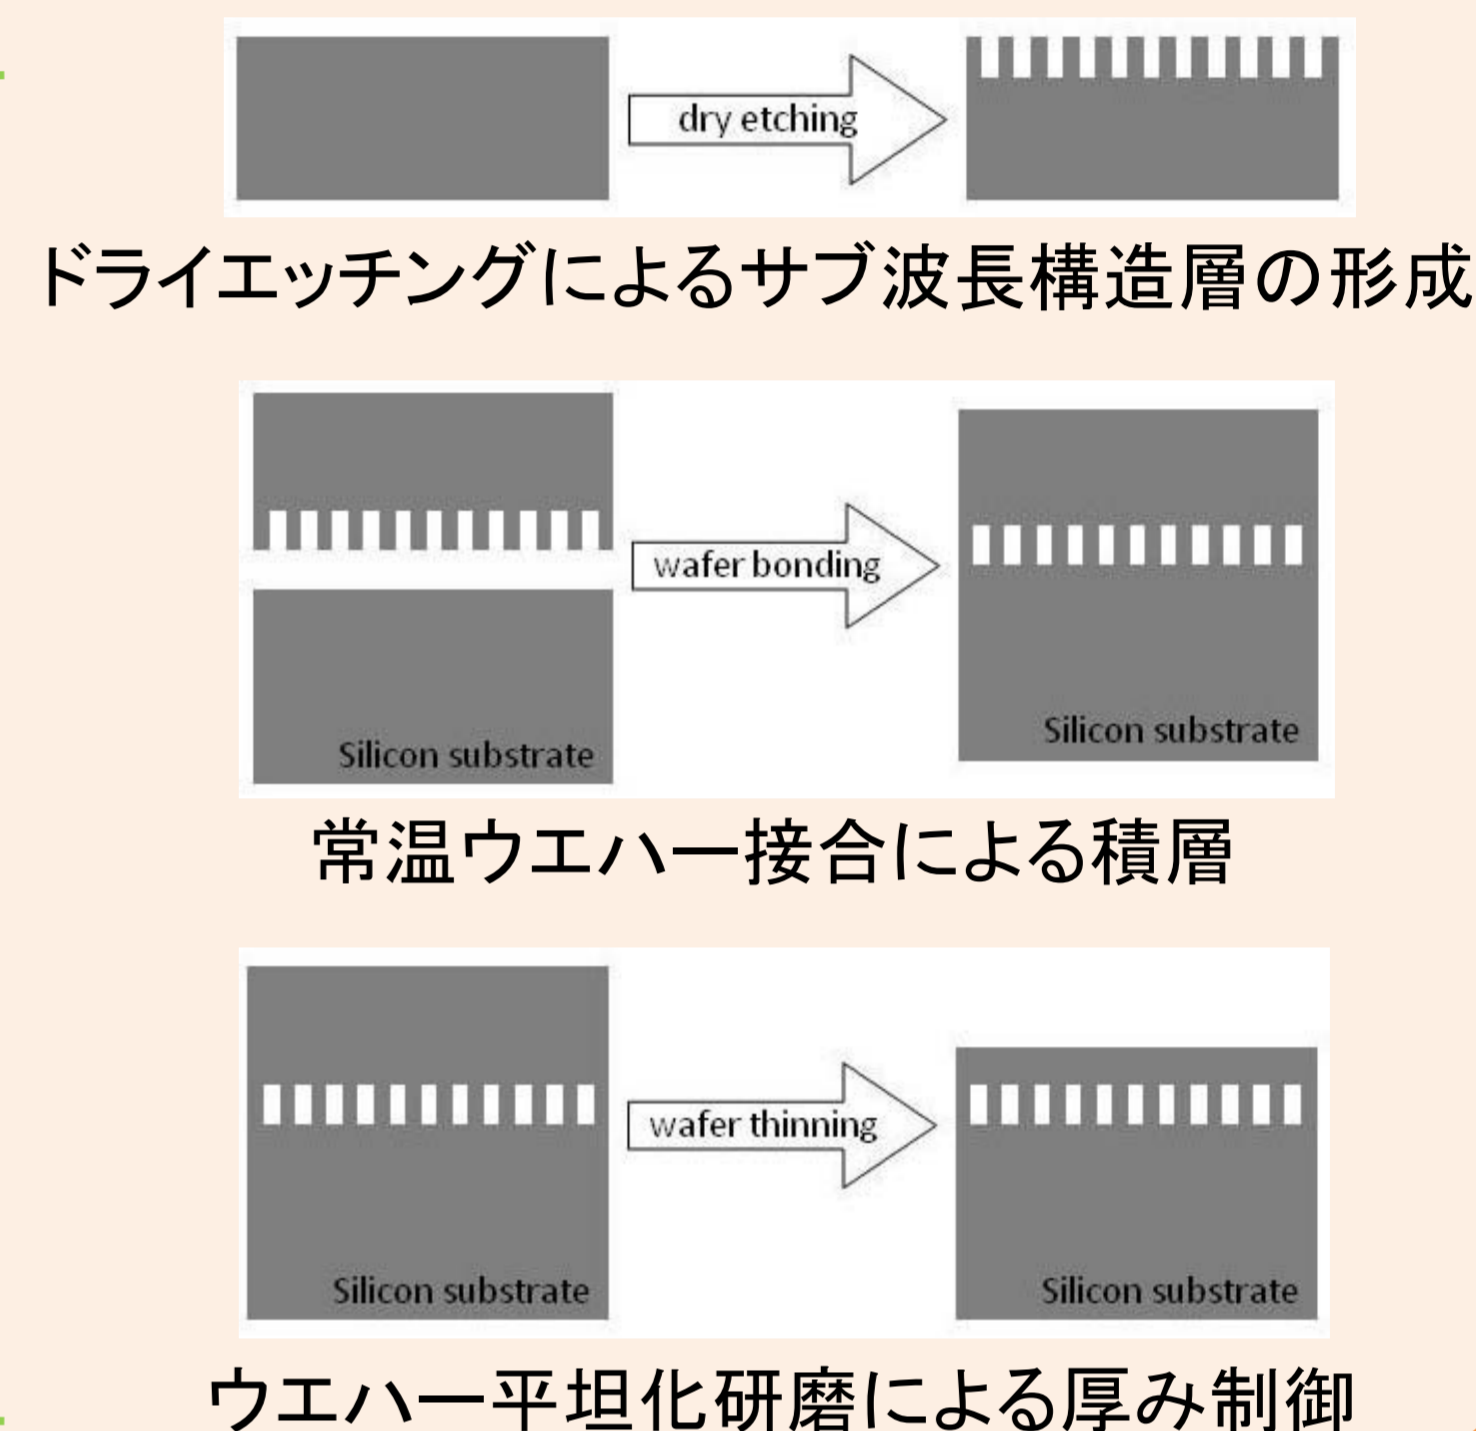 dry etching
ドライエッチングによるサブ波長構造層の形成
wafer bonding
Silicon substrate
Silicon substrate
常温ウエハー接合による積層
wafer thinning
Silicon substrate
Silicon substrate
ウエハー平坦化研磨による厚み制御